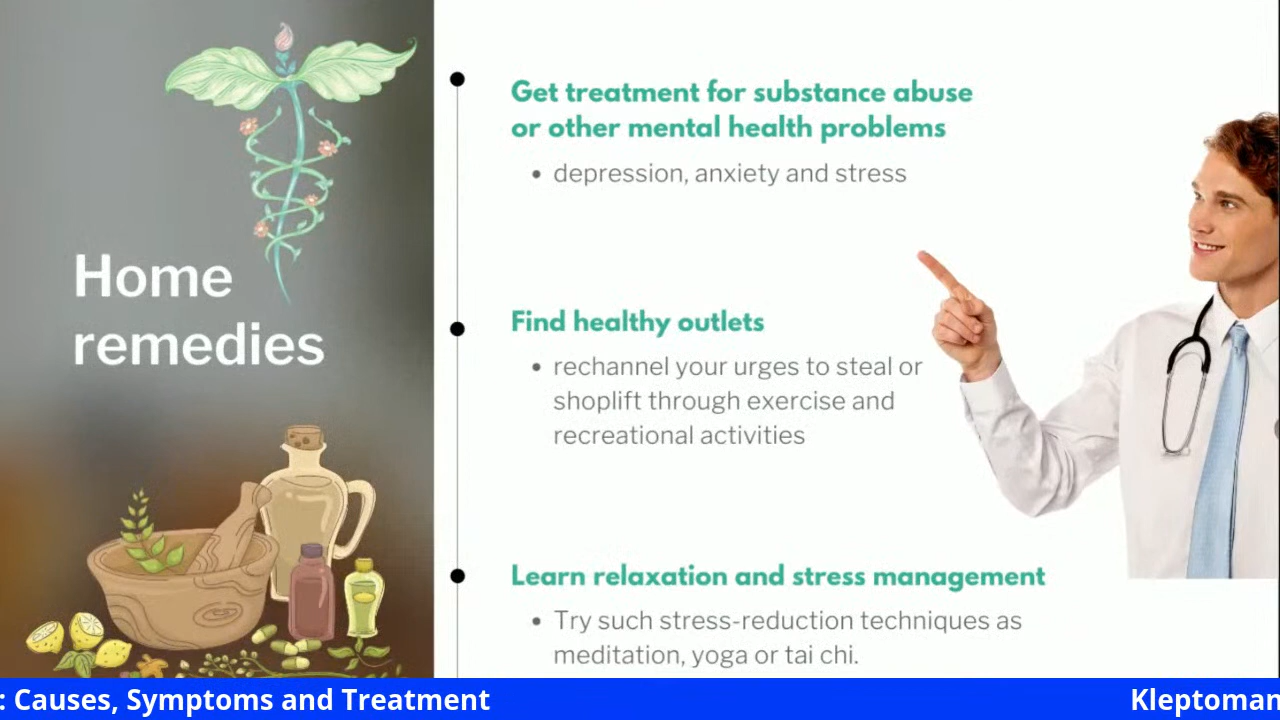 Home
remedies
Get treatment for substance abuse
or other mental health problems
• depression, anxiety and stress
Find healthy outlets
• rechannel your urges to steal or
shoplift through exercise and
recreational activities
Learn relaxation and stress management
• Try such stress-reduction techniques as
meditation, yoga or tai chi.
: Causes, Symptoms and Treatment
Kleptoman